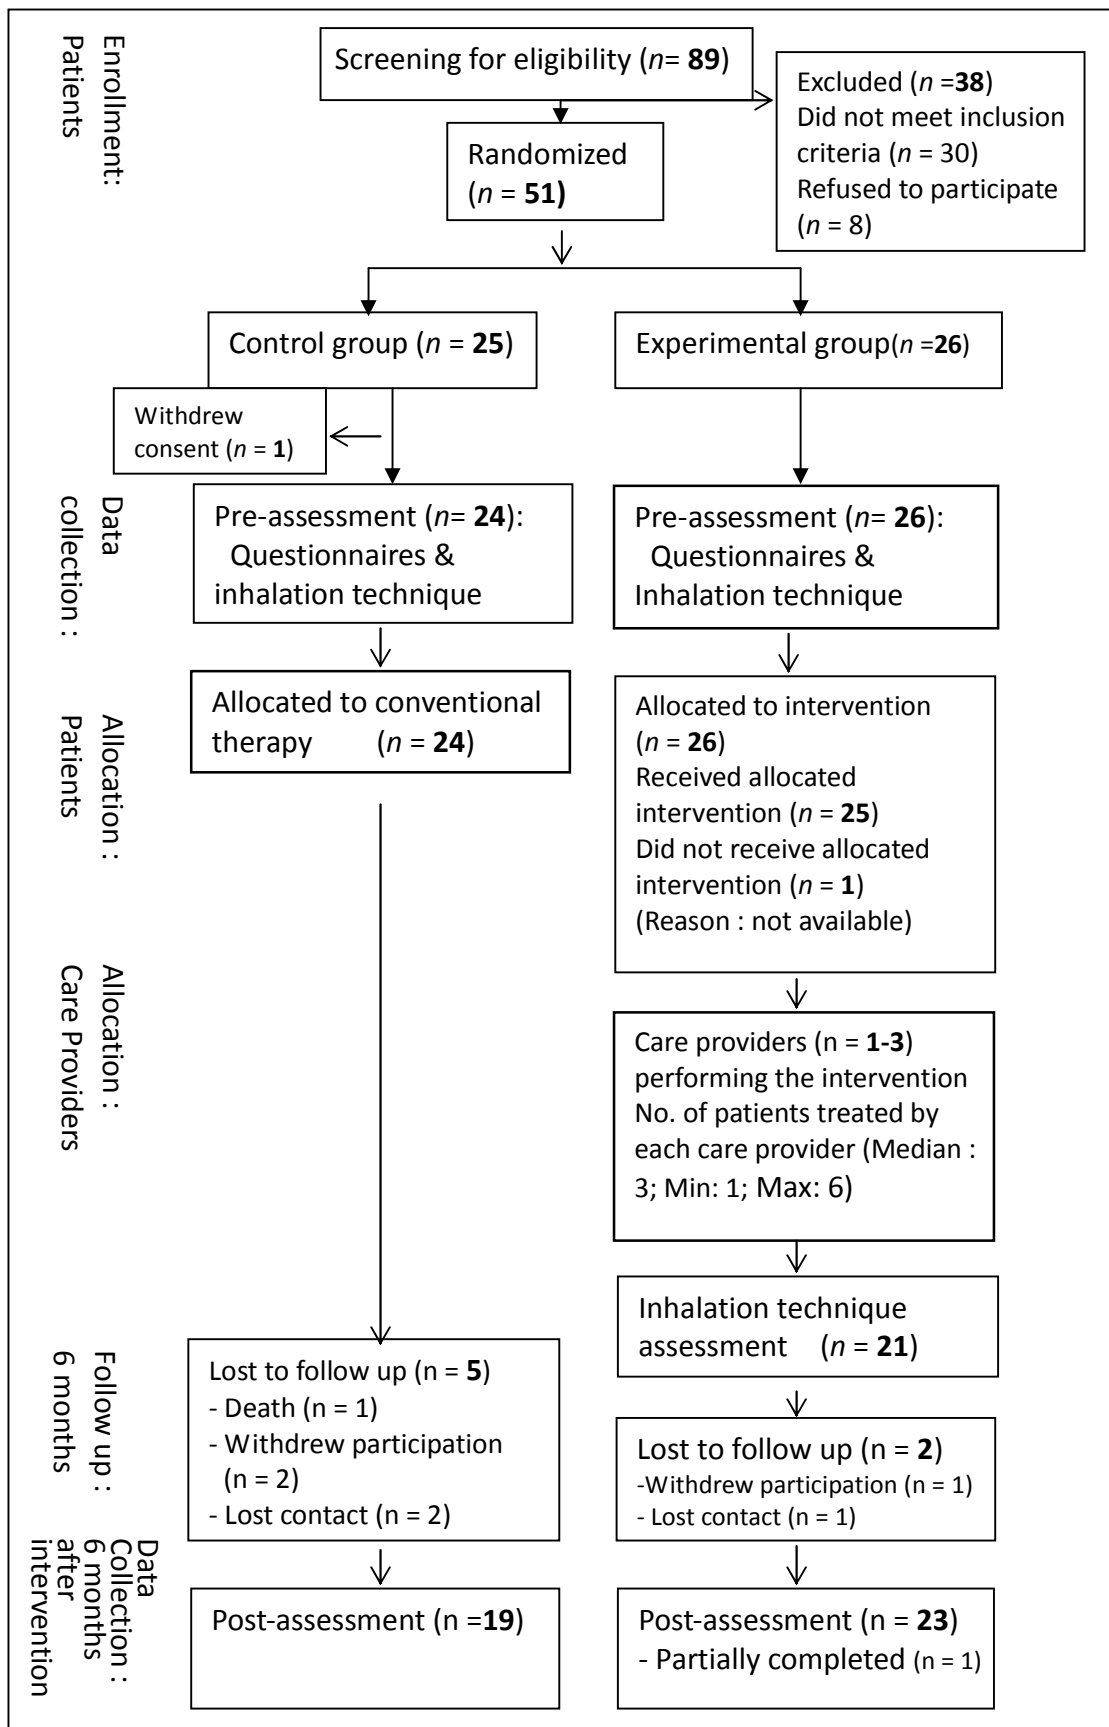 Enrollment:
Patients
Screening for eligibility (n= 89)
Excluded (n =38)
Did not meet inclusion
criteria (n = 30)
Refused to participate
(n = 8)
Randomized
(n = 51)
Control group (n = 25)
Experimental group(n =26)
Withdrew
consent (n = 1)
Data
collection :
Pre-assessment (n= 24):
Questionnaires &
inhalation technique
Pre-assessment (n= 26):
Questionnaires &
Inhalation technique
Allocation :
Patients
Allocated to conventional
therapy (n = 24)
Allocated to intervention
(n = 26)
Received allocated
intervention (n = 25)
Did not receive allocated
intervention (n = 1)
(Reason : not available)
Allocation :
Care Providers
Care providers (n = 1-3)
performing the intervention
No. of patients treated by
each care provider (Median :
3; Min: 1; Max: 6)
Inhalation technique
assessment (n = 21)
Follow up :
6 months
Lost to follow up (n = 5)
- Death (n = 1)
- Withdrew participation
(n = 2)
- Lost contact (n = 2)
Lost to follow up (n = 2)
-Withdrew participation (n = 1)
- Lost contact (n = 1)
Data
Collection :
6 months
after
intervention
Post-assessment (n =19)
Post-assessment (n = 23)
- Partially completed (n = 1)